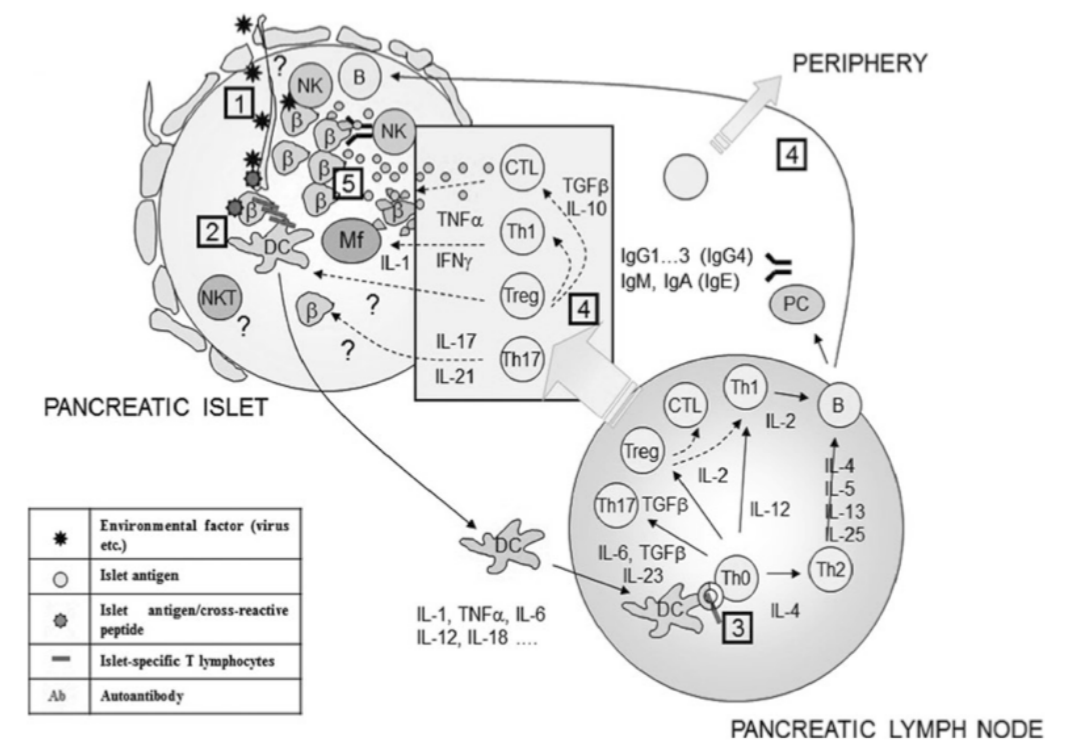 ?
1
NK
B
PERIPHERY
β
β
NK
β
β
4
5
β
CTL
TGFβ
IL-10
2
β
β
TNFα
DC
Mf
Th1
IL-1
IFNγ
IgG1...3 (IgG4)
IgM, IgA (IgE)
NKT
?
β
?
Treg
4
PC
?
IL-17
Th17
IL-21
PANCREATIC ISLET
CTL
Th1
B
IL-2
Treg
IL-2
IL-4
IL-5
IL-13
IL-25
Th17
TGFβ
IL-12
Environmental factor (virus
etc.)
Islet antigen
Islet antigen/cross-reactive
peptide
Islet-specific T lymphocytes
Ab
Autoantibody
DC
IL-6, TGFβ
IL-23
Th0
Th2
DC
IL-4
3
IL-1, TNFα, IL-6
IL-12, IL-18 ....
PANCREATIC LYMPH NODE